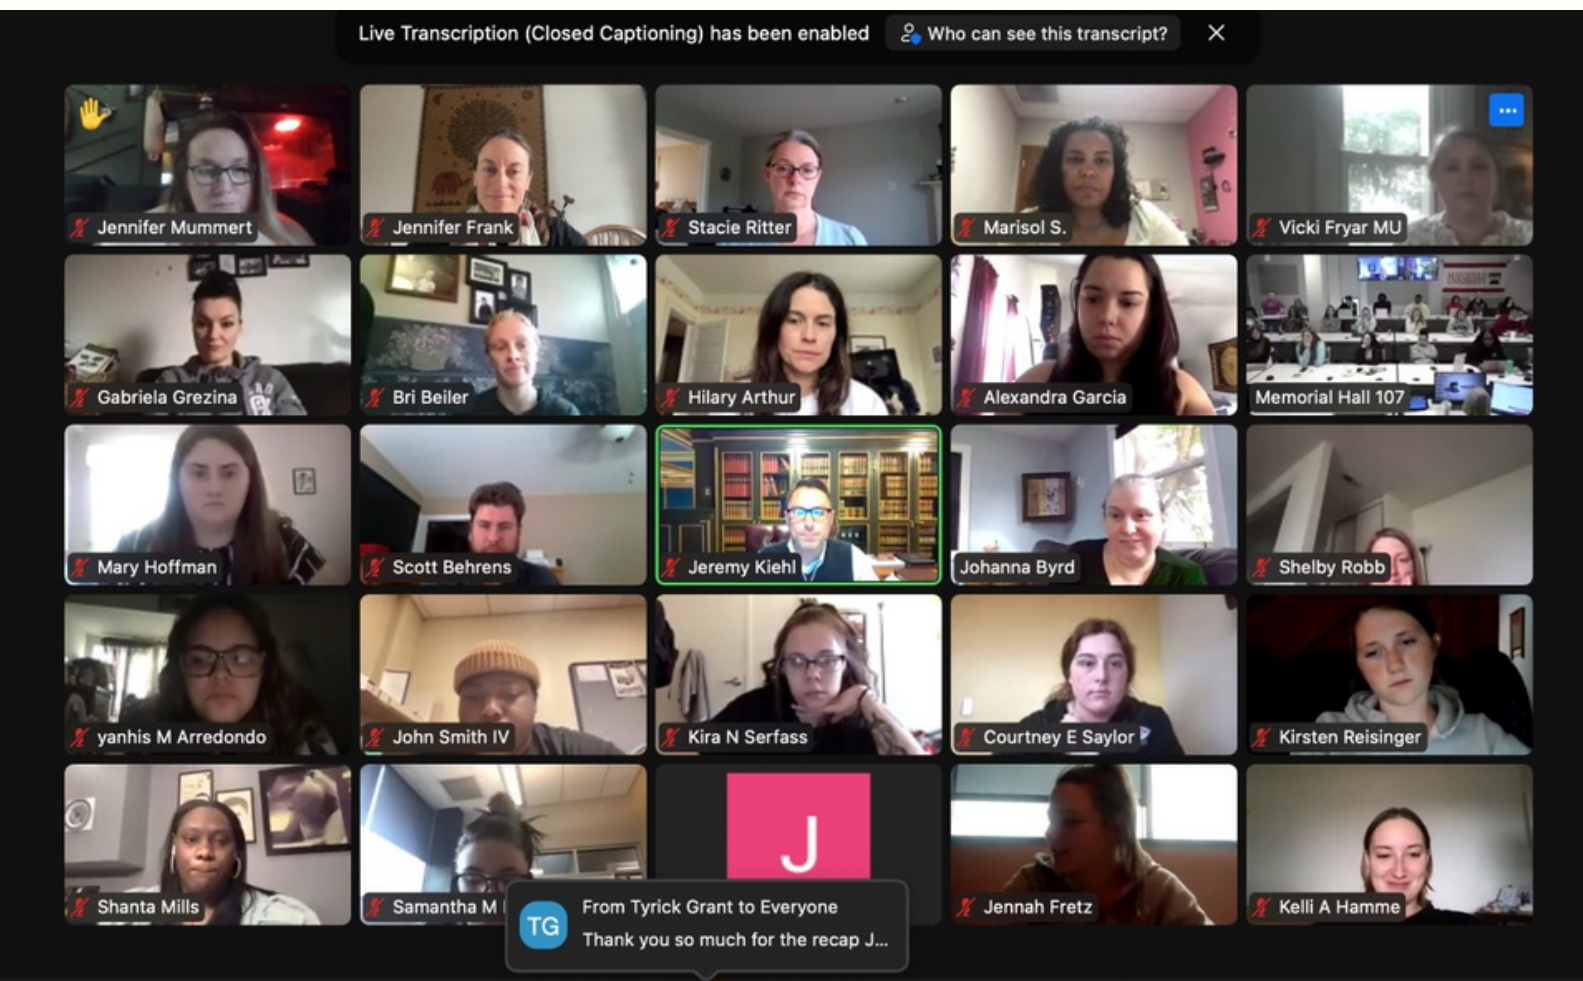 Live Transcription (Closed Captioning) has been enabled
Who can see this transcript?
Jennifer Mummert
Jennifer Frank
Stacie Ritter
Marisol S.
Vicki Fryar MU
Gabriela Grezina
Bri Beiler
Hilary Arthur
Alexandra Garcia
Memorial Hall 107
Mary Hoffman
Scott Behrens
Jeremy Kiehl
Johanna Byrd
Shelby Robb
yanhis M Arredondo
John Smith IV
Kira N Serfass
Courtney E Saylor
Kirsten Reisinger
Shanta Mills
Samantha M
J
Jennah Fretz
Kelli A Hamme
TG
From Tyrick Grant to Everyone
Thank you so much for the recap J...